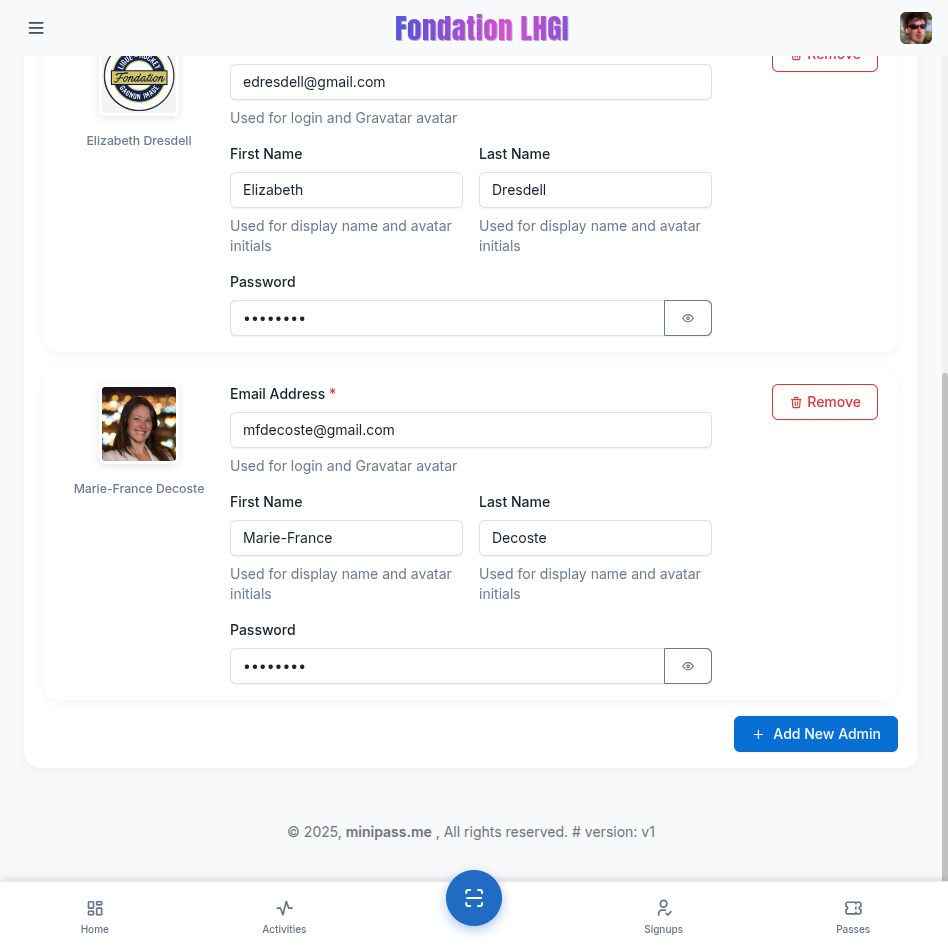 Fondation LHGI
Remove
LIGUE HOCKEY
Fondation
GAGNON IMAGE
edresdell@gmail.com
Used for login and Gravatar avatar
Elizabeth Dresdell
First Name
Last Name
Elizabeth
Dresdell
Used for display name and avatar
initials
Used for display name and avatar
initials
Password
••••••••
Email Address *
Remove
mfdecoste@gmail.com
Used for login and Gravatar avatar
Marie-France Decoste
First Name
Last Name
Marie-France
Decoste
Used for display name and avatar
initials
Used for display name and avatar
initials
Password
••••••••
Add New Admin
© 2025, minipass.me , All rights reserved. # version: v1
Home
Activities
Signups
Passes